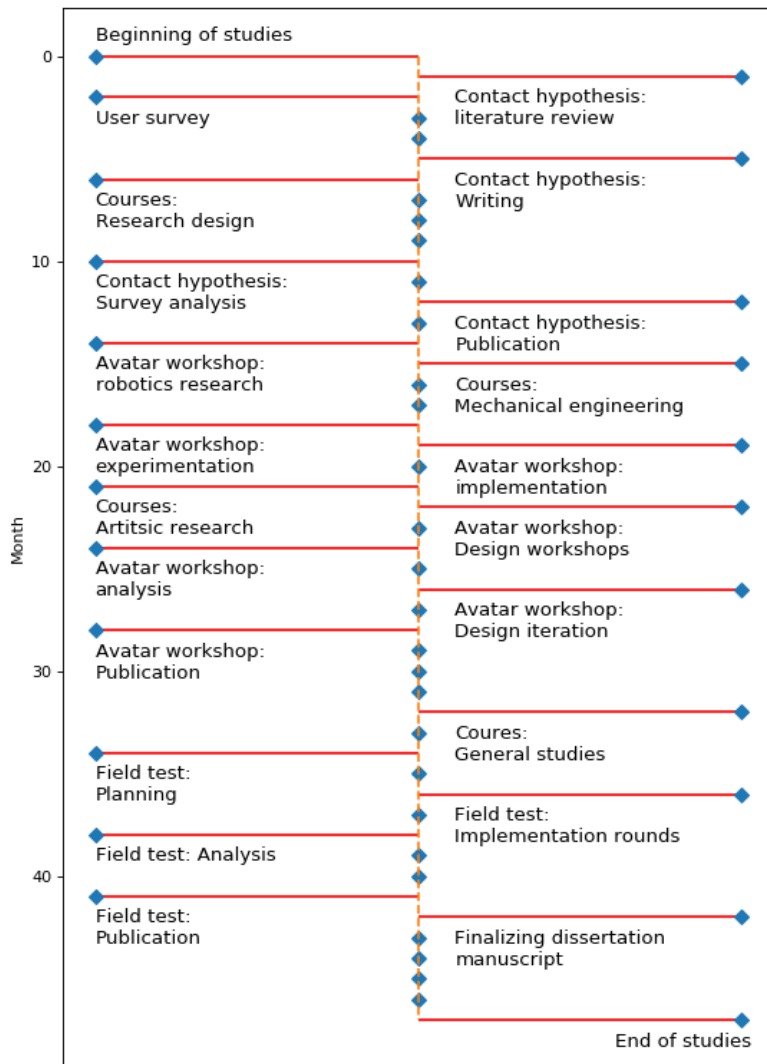 Beginning of studies
0
Contact hypothesis:
literature review
User survey
Contact hypothesis:
Writing
Courses:
Research design
10
Contact hypothesis:
Survey analysis
Contact hypothesis:
Publication
Avatar workshop:
robotics research
Courses:
Mechanical engineering
Avatar workshop:
experimentation
20
Avatar workshop:
implementation
Courses:
Artitsic research
Avatar workshop:
Design workshops
Month
Avatar workshop:
analysis
Avatar workshop:
Design iteration
Avatar workshop:
Publication
30
Coures:
General studies
Field test:
Planning
Field test:
Implementation rounds
Field test: Analysis
40
Field test:
Publication
Finalizing dissertation
manuscript
End of studies